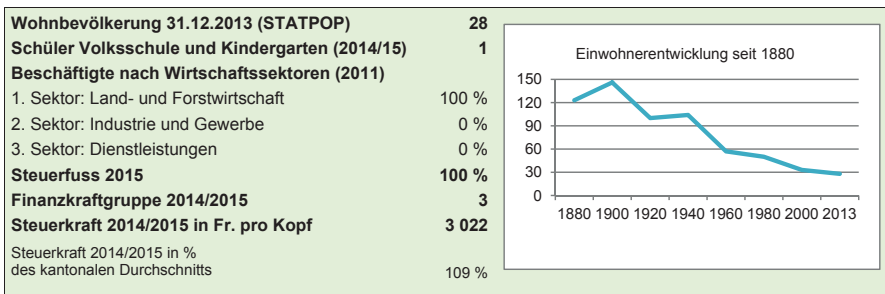 Wohnbevölkerung 31.12.2013 (STATPOP) 28
Schüler Volksschule und Kindergarten (2014/15) 1
Beschäftigte nach Wirtschaftssektoren (2011)
1. Sektor: Land- und Forstwirtschaft 100 %
2. Sektor: Industrie und Gewerbe 0 %
3. Sektor: Dienstleistungen 0 %
Steuerfuss 2015 100 %
Finanzkraftgruppe 2014/2015 3
Steuerkraft 2014/2015 in Fr. pro Kopf 3 022
Steuerkraft 2014/2015 in %
des kantonalen Durchschnitts 109 %
Einwohnerentwicklung seit 1880
150
120
90
60
30
0
1880 1900 1920 1940 1960 1980 2000 2013